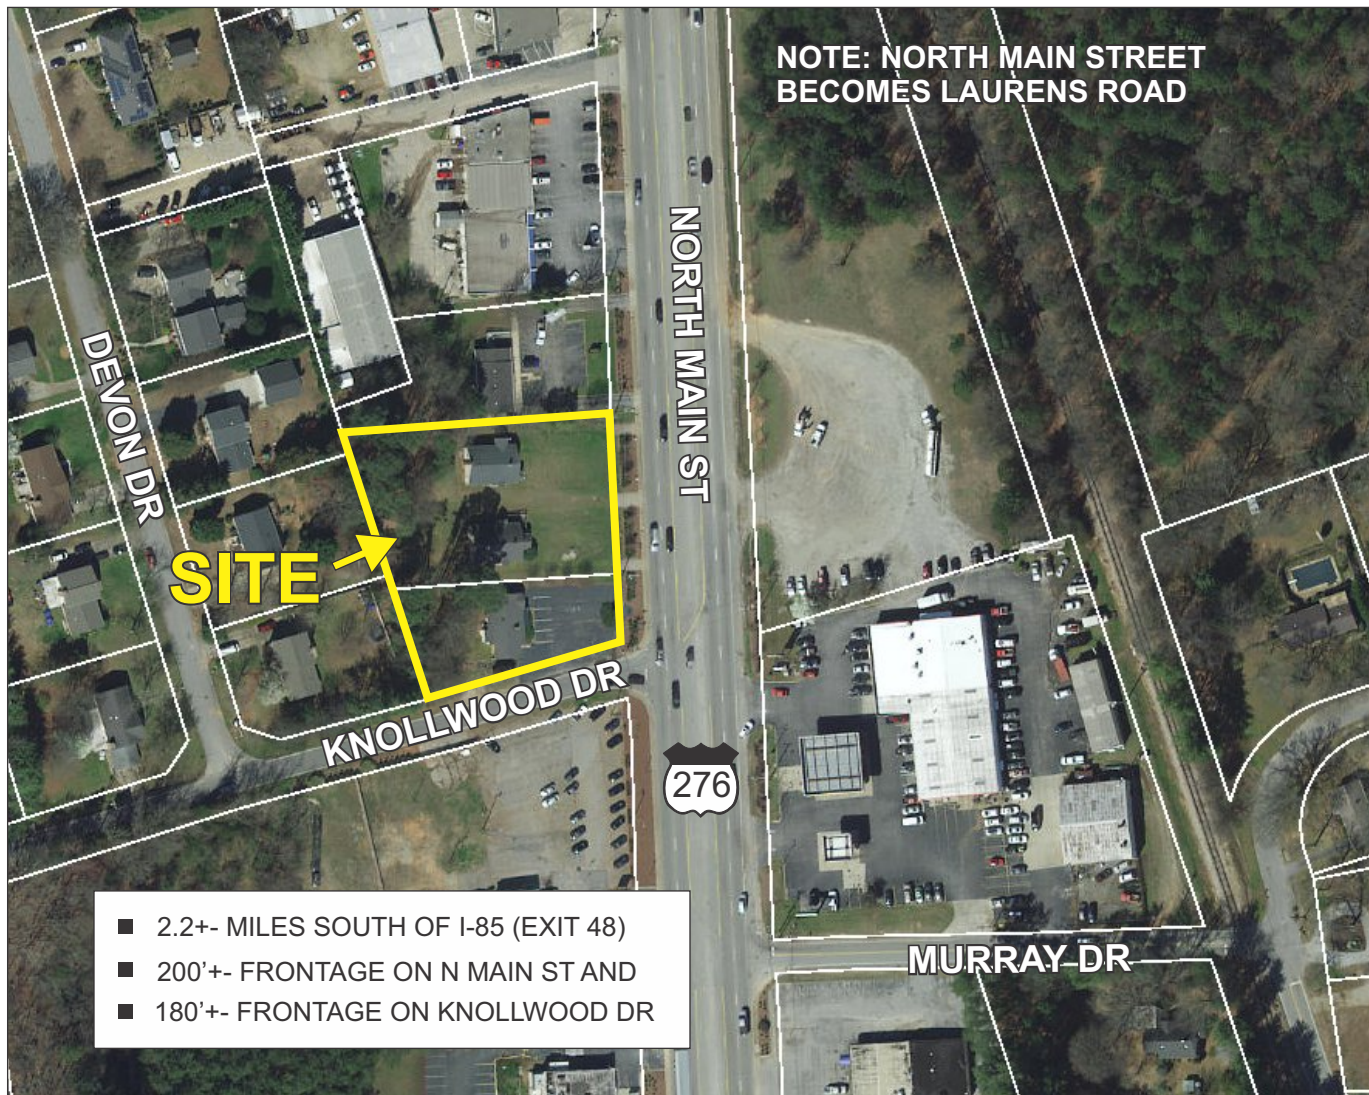 NOTE: NORTH MAIN STREET
BECOMES LAURENS ROAD
NORTH MAIN ST
DEVON DR
SITE
KNOLLWOOD DR
276
MURRAY DR
■ 2.2+- MILES SOUTH OF I-85 (EXIT 48)
■ 200'+- FRONTAGE ON N MAIN ST AND
■ 180'+- FRONTAGE ON KNOLLWOOD DR